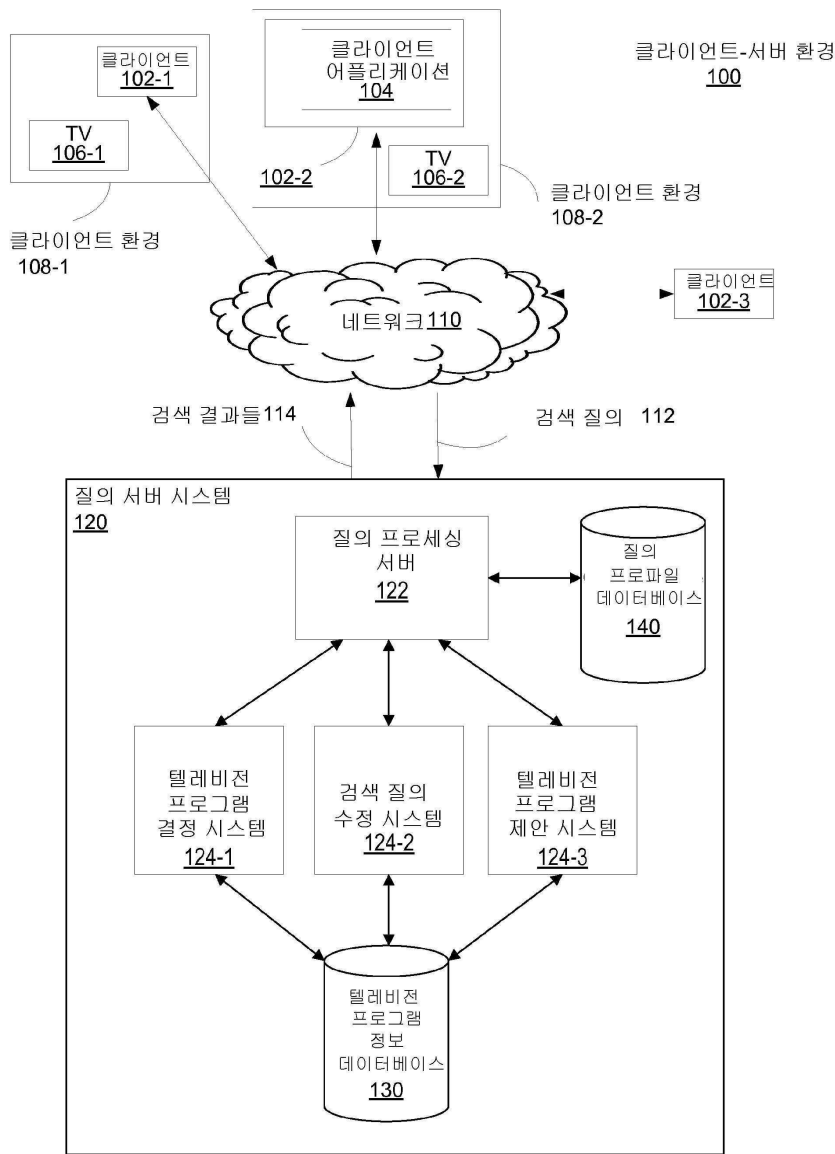 클라이언트
102-1
TV
106-1
클라이언트 환경
108-1
클라이언트
어플리케이션
104
102-2
TV
106-2
클라이언트 환경
108-2
클라이언트-서버 환경
100
네트워크110
클라이언트
102-3
검색 결과들114
검색 질의 112
질의 서버 시스템
120
질의 프로세싱
서버
122
질의
프로파일
데이터베이스
140
텔레비전
프로그램
결정 시스템
124-1
검색 질의
수정 시스템
124-2
텔레비전
프로그램
제안 시스템
124-3
텔레비전
프로그램
정보
데이터베이스
130